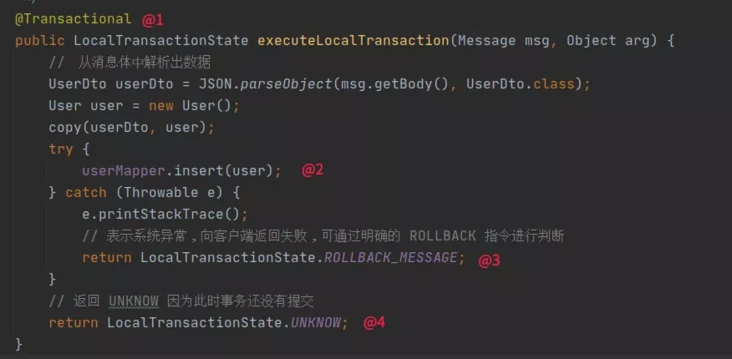 @Transactional @1
public LocalTransactionState executeLocalTransaction(Message msg, Object arg) {
// 从消息体中解析出数据
UserDto userDto = JSON.parseObject(msg.getBody(), UserDto.class);
User user = new User();
copy(userDto, user);
try {
userMapper.insert(user); @2
} catch (Throwable e) {
e.printStackTrace();
// 表示系统异常，向客户端返回失败，可通过明确的 ROLLBACK 指令进行判断
return LocalTransactionState.ROLLBACK_MESSAGE; @3
}
// 返回 UNKNOW 因为此时事务还没有提交
return LocalTransactionState.UNKNOW; @4
}